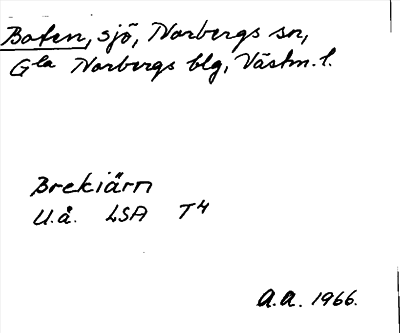 Boten, sjö, Norbergs sn,
Gla Norbergs blg, Västm. l.
Brekiärn
U.å. LSA T4
A.A. 1966.